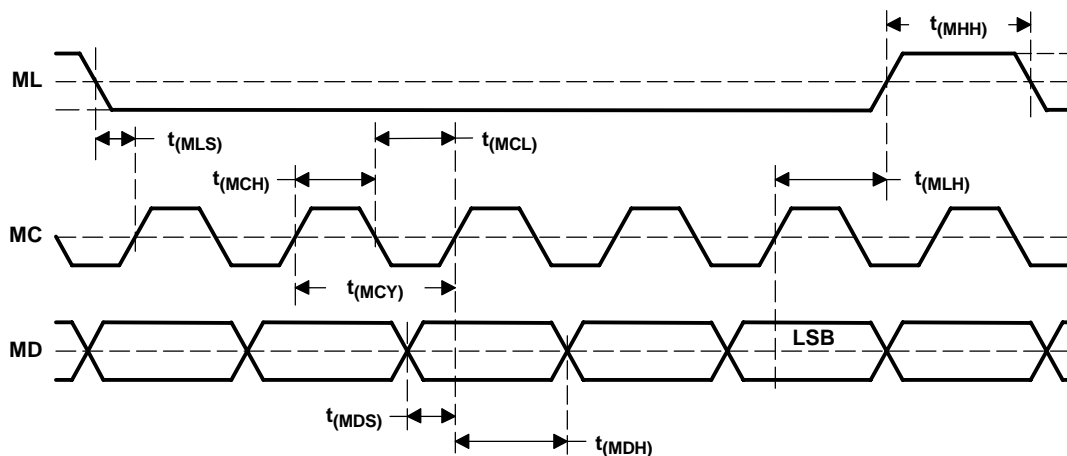 t(MHH)
ML
t(MLS)
t(MCL)
t(MCH)
t(MLH)
MC
t(MCY)
MD
LSB
t(MDS)
t(MDH)